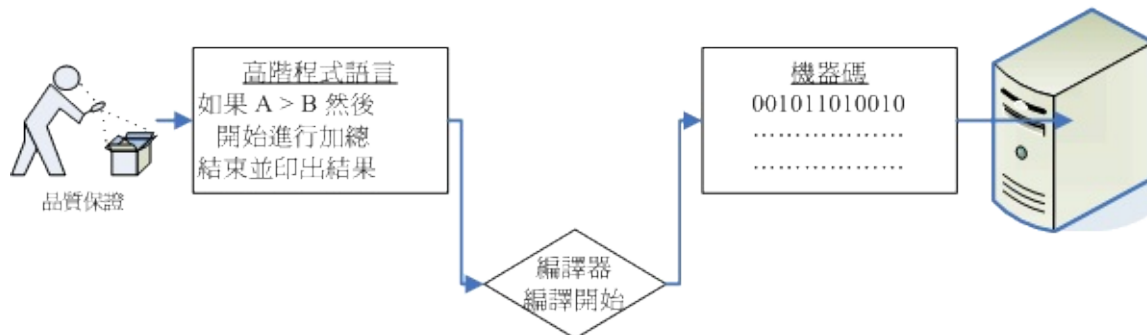 品質保證
高階程式語言
如果 A > B 然後
開始進行加總
結束並印出結果
編譯器
編譯開始
機器碼
001011010010
………………
………………